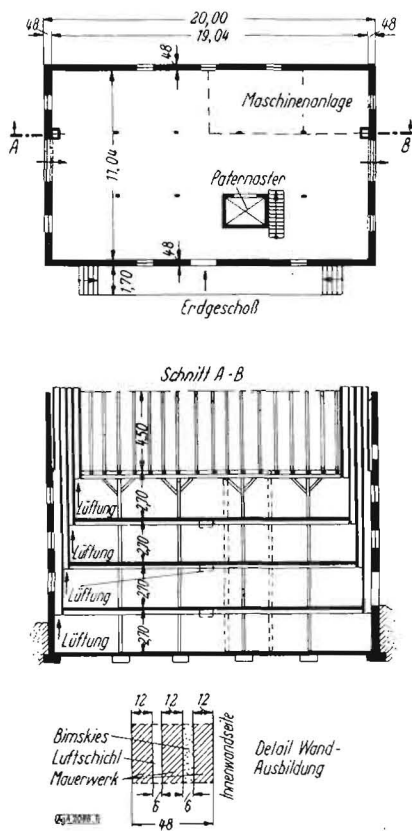 20,00
48 19,04 48
48
Maschinenanlage
A B
11,04
Paternoster
48
1,70
Erdgeschoß
Schnitt A-B
4,50
2,70
Lüftung
2,70
Lüftung
2,70
Lüftung
2,70
Lüftung
12 12 12
Bimskies
Luftschicht
Mauerwerk
6 6
48
Innenwandseite
Detail Wand-
Ausbildung